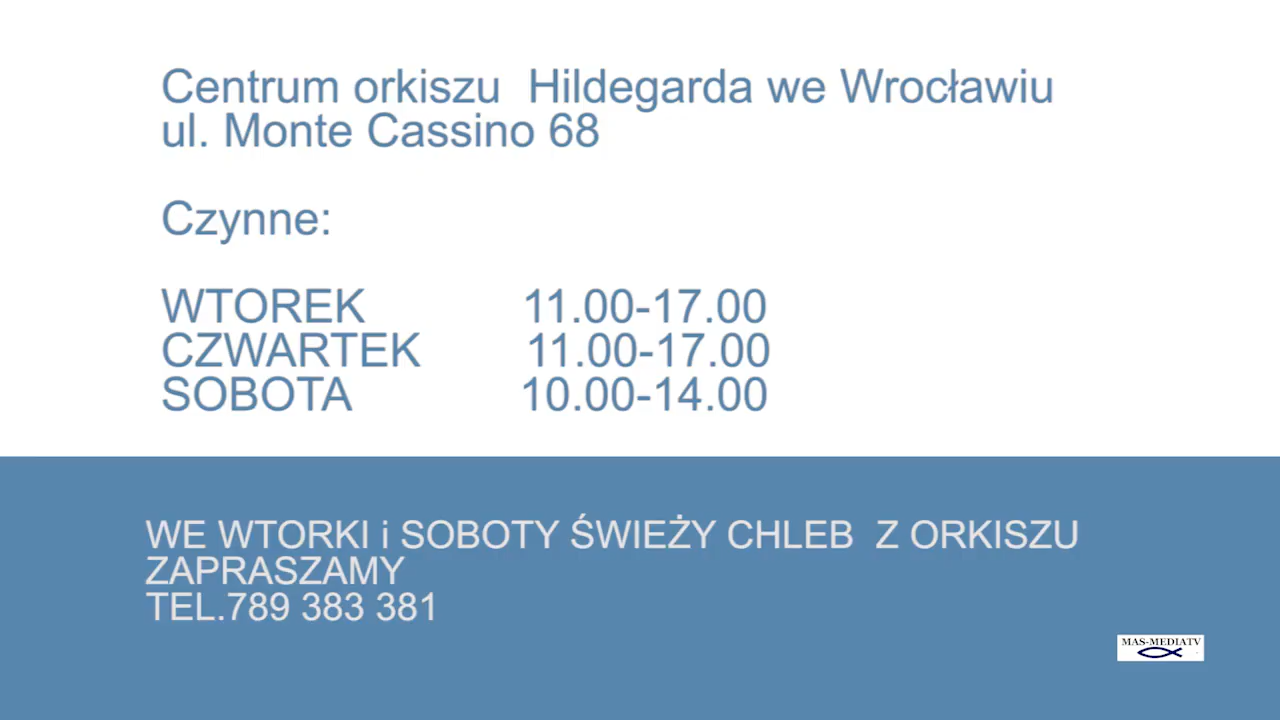 Centrum orkiszu  Hildegarda we Wrocławiu
ul. Monte Cassino 68
Czynne:
WTOREK 11.00-17.00
CZWARTEK 11.00-17.00
SOBOTA 10.00-14.00
WE WTORKI i SOBOTY ŚWIEŻY CHLEB  Z ORKISZU
ZAPRASZAMY
TEL.789 383 381
MAS-MEDIATV